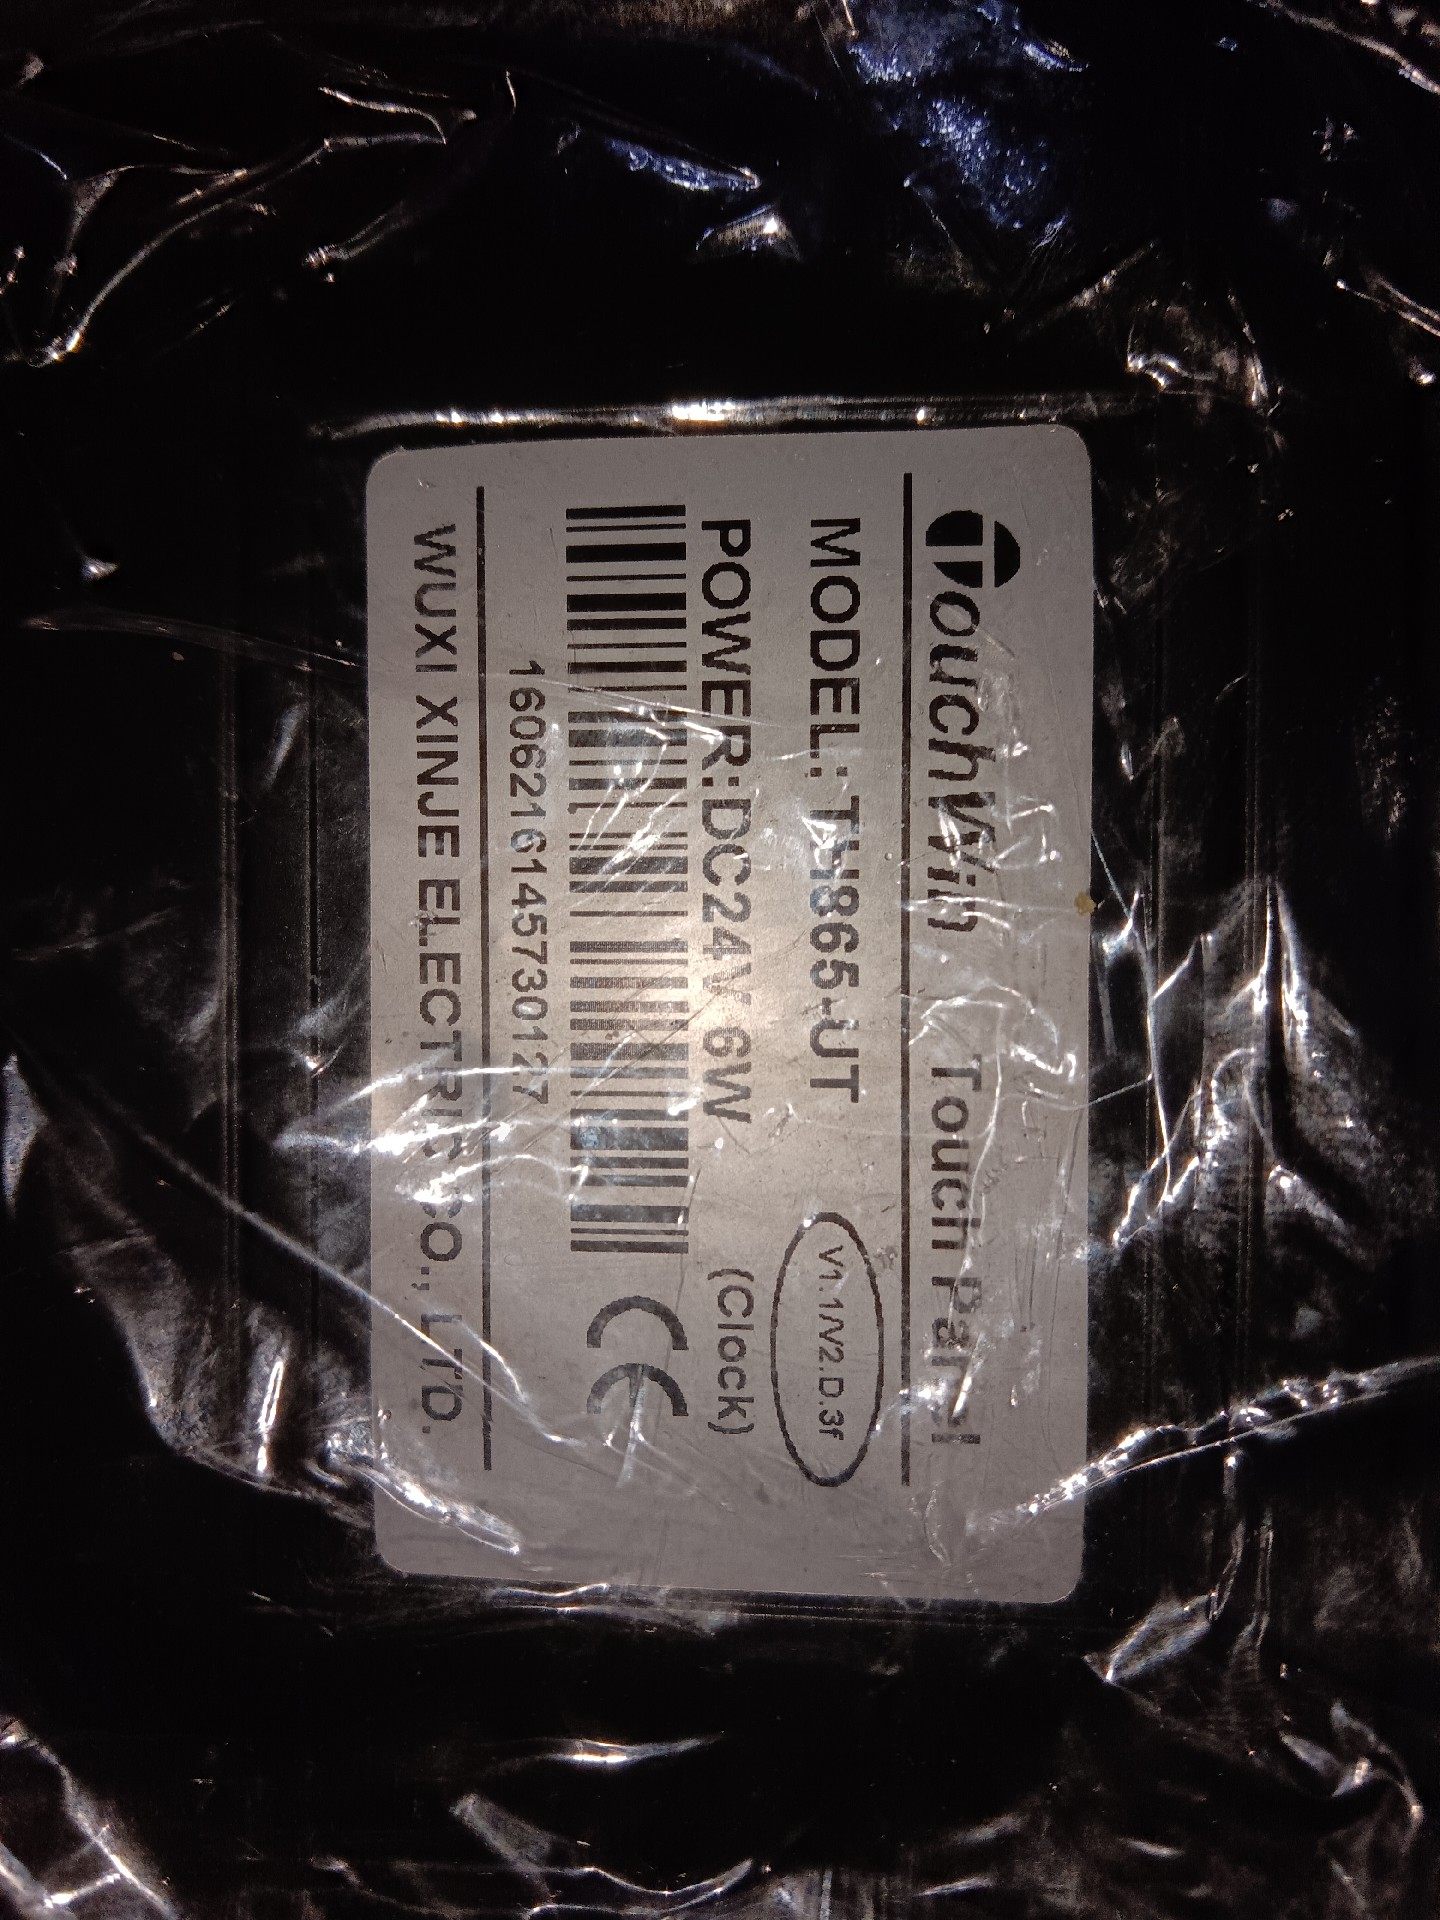 TouchWin Touch Panel
MODEL: TH865-UT
V1.1/V2.D.3f
POWER:DC24V 6W
(Clock)
CE
1606216145730127
WUXI XINJE ELECTRIC CO., LTD.